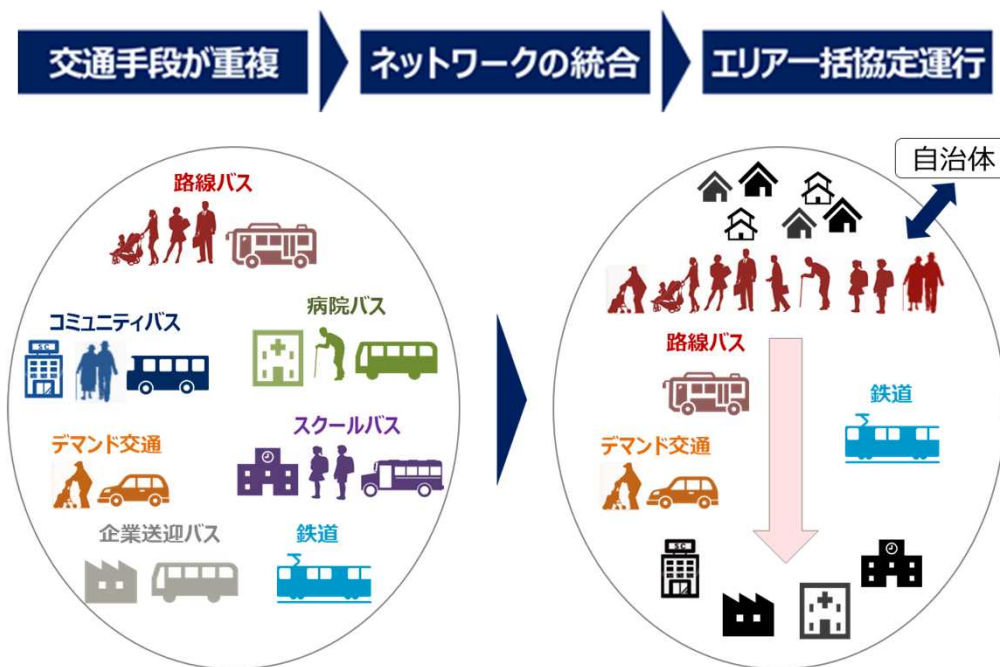 交通手段が重複
ネットワークの統合
エリア一括協定運行
自治体
路線バス
コミュニティバス
SC
病院バス
デマンド交通
スクールバス
企業送迎バス
鉄道
路線バス
鉄道
デマンド交通
SC